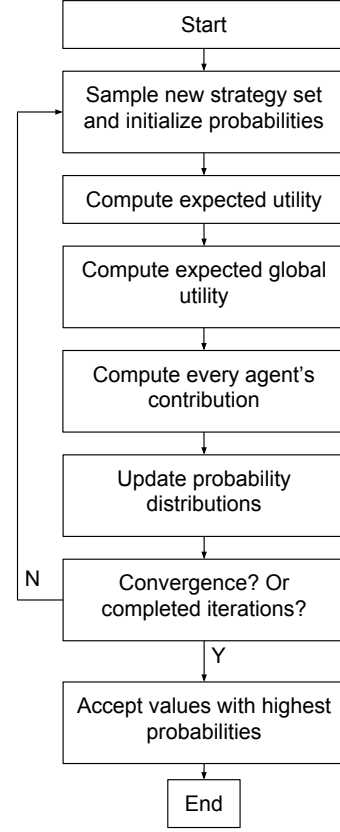 Start
Sample new strategy set
and initialize probabilities
Compute expected utility
Compute expected global
utility
Compute every agent's
contribution
Update probability
distributions
N
Convergence? Or
completed iterations?
Y
Accept values with highest
probabilities
End